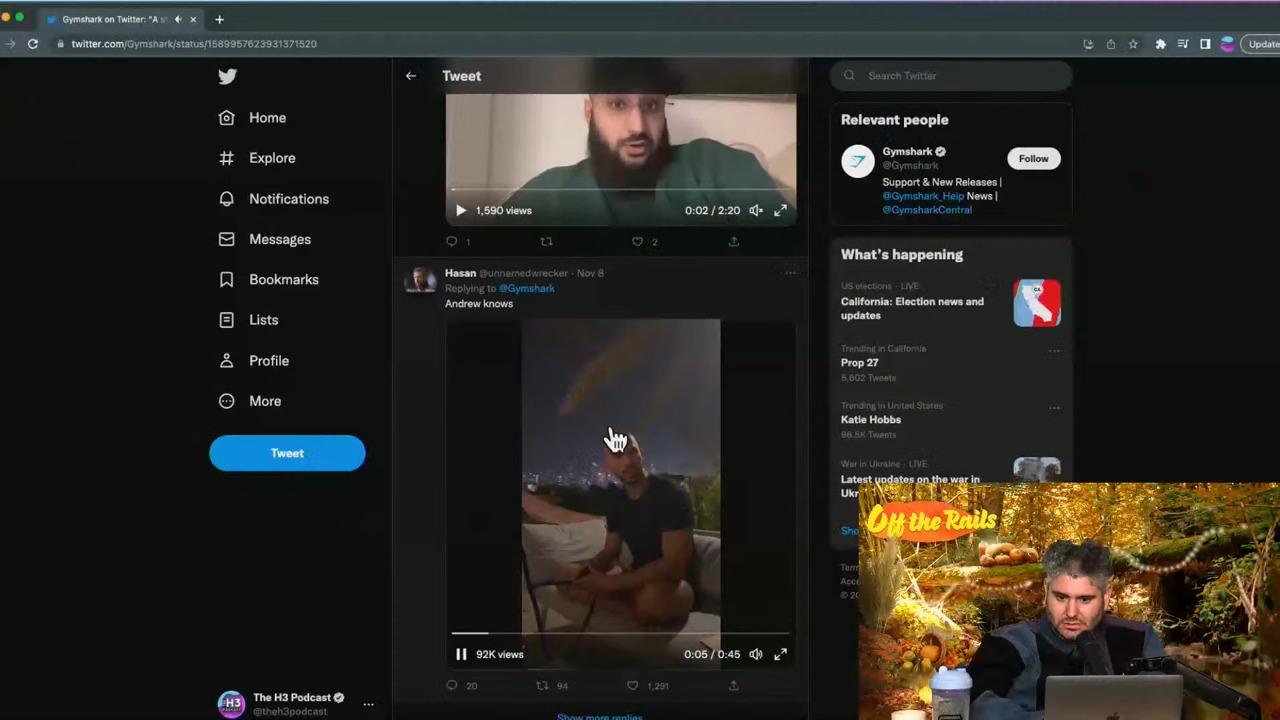 Gymshark on Twitter: "A s
twitter.com/Gymshark/status/1589957623931371520
Update
Home
Explore
Notifications
Messages
Bookmarks
Lists
Profile
More
Tweet
The H3 Podcast
@theh3podcast
Tweet
1,590 views
0:02 / 2:20
1
2
Hasan @unnamedwrecker · Nov 8
Replying to @Gymshark
Andrew knows
92K views
0:05 / 0:45
20
94
1,291
Show more replies
Search Twitter
Relevant people
Gymshark
@Gymshark
Follow
Support & New Releases |
@Gymshark_Help News |
@GymsharkCentral
What's happening
US elections · LIVE
California: Election news and
updates
Trending in California
Prop 27
5,602 Tweets
Trending in United States
Katie Hobbs
96.5K Tweets
War in Ukraine · LIVE
Latest updates on the war in
Off the Rails
H3